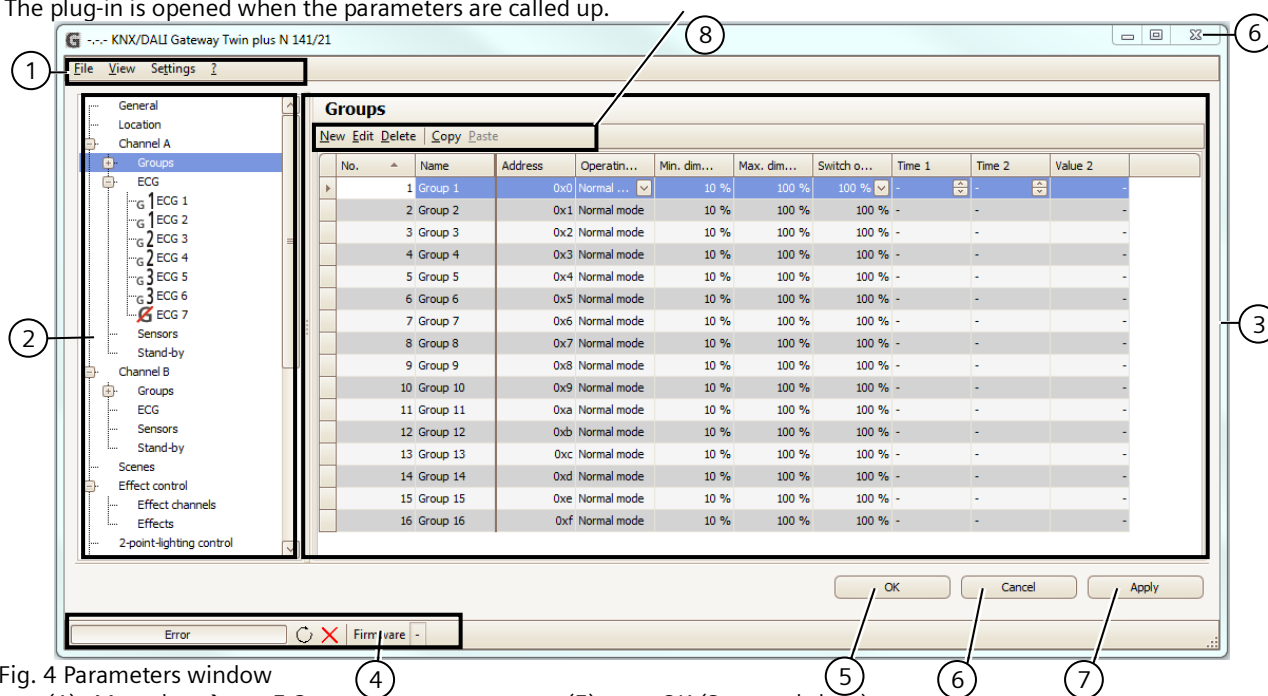 The plug-in is opened when the parameters are called up.
8
-.-.- KNX/DALI Gateway Twin plus N 141/21
6
1
File View Settings ?
General
Location
Channel A
Groups
ECG
G 1 ECG 1
G 1 ECG 2
G 2 ECG 3
G 2 ECG 4
G 3 ECG 5
G 3 ECG 6
G ECG 7
Sensors
Stand-by
Channel B
Groups
ECG
Sensors
Stand-by
Scenes
Effect control
Effect channels
Effects
2-point-lighting control
2
Groups
New Edit Delete Copy Paste
No. Name Address Operatin... Min. dim... Max. dim... Switch o... Time 1 Time 2 Value 2
1 Group 1 0x0 Normal ... 10 % 100 % 100 % - - -
2 Group 2 0x1 Normal mode 10 % 100 % 100 % - - -
3 Group 3 0x2 Normal mode 10 % 100 % 100 % - - -
4 Group 4 0x3 Normal mode 10 % 100 % 100 % - - -
5 Group 5 0x4 Normal mode 10 % 100 % 100 % - - -
6 Group 6 0x5 Normal mode 10 % 100 % 100 % - - -
7 Group 7 0x6 Normal mode 10 % 100 % 100 % - - -
8 Group 8 0x7 Normal mode 10 % 100 % 100 % - - -
9 Group 9 0x8 Normal mode 10 % 100 % 100 % - - -
10 Group 10 0x9 Normal mode 10 % 100 % 100 % - - -
11 Group 11 0xa Normal mode 10 % 100 % 100 % - - -
12 Group 12 0xb Normal mode 10 % 100 % 100 % - - -
13 Group 13 0xc Normal mode 10 % 100 % 100 % - - -
14 Group 14 0xd Normal mode 10 % 100 % 100 % - - -
15 Group 15 0xe Normal mode 10 % 100 % 100 % - - -
16 Group 16 0xf Normal mode 10 % 100 % 100 % - - -
3
OK Cancel Apply
Error Firmware -
4 5 6 7
Fig. 4 Parameters window